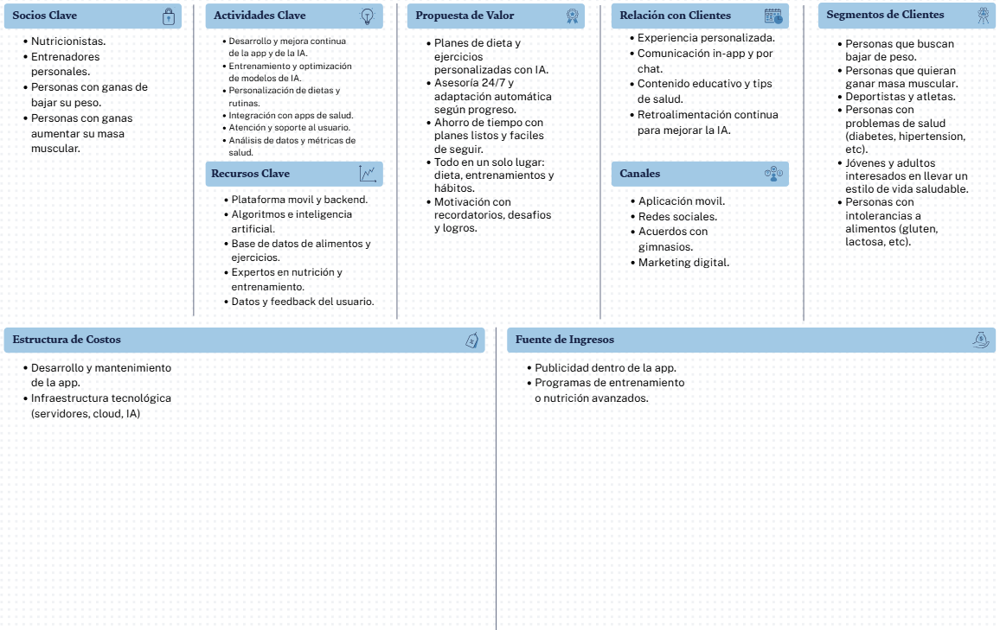 Socios Clave
• Nutricionistas.
• Entrenadores
personales.
• Personas con ganas de
bajar su peso.
• Personas con ganas
aumentar su masa
muscular.
Actividades Clave
• Desarrollo y mejora continua
de la app y de la IA.
• Entrenamiento y optimización
de modelos de IA.
• Personalización de dietas y
rutinas.
• Integración con apps de salud.
• Atención y soporte al usuario.
• Análisis de datos y métricas de
salud.
Recursos Clave
• Plataforma movil y backend.
• Algoritmos e inteligencia
artificial.
• Base de datos de alimentos y
ejercicios.
• Expertos en nutrición y
entrenamiento.
• Datos y feedback del usuario.
Propuesta de Valor
• Planes de dieta y
ejercicios
personalizadas con IA.
• Asesoría 24/7 y
adaptación automática
según progreso.
• Ahorro de tiempo con
planes listos y faciles
de seguir.
• Todo en un solo lugar:
dieta, entrenamientos y
hábitos.
• Motivación con
recordatorios, desafios
y logros.
Relación con Clientes
• Experiencia personalizada.
• Comunicación in-app y por
chat.
• Contenido educativo y tips
de salud.
• Retroalimentación continua
para mejorar la IA.
Canales
• Aplicación movil.
• Redes sociales.
• Acuerdos con
gimnasios.
• Marketing digital.
Segmentos de Clientes
• Personas que buscan
bajar de peso.
• Personas que quieran
ganar masa muscular.
• Deportistas y atletas.
• Personas con
problemas de salud
(diabetes, hipertension,
etc).
• Jóvenes y adultos
interesados en llevar un
estilo de vida saludable.
• Personas con
intolerancias a
alimentos (gluten,
lactosa, etc).
Estructura de Costos
• Desarrollo y mantenimiento
de la app.
• Infraestructura tecnológica
(servidores, cloud, IA)
Fuente de Ingresos
• Publicidad dentro de la app.
• Programas de entrenamiento
o nutrición avanzados.